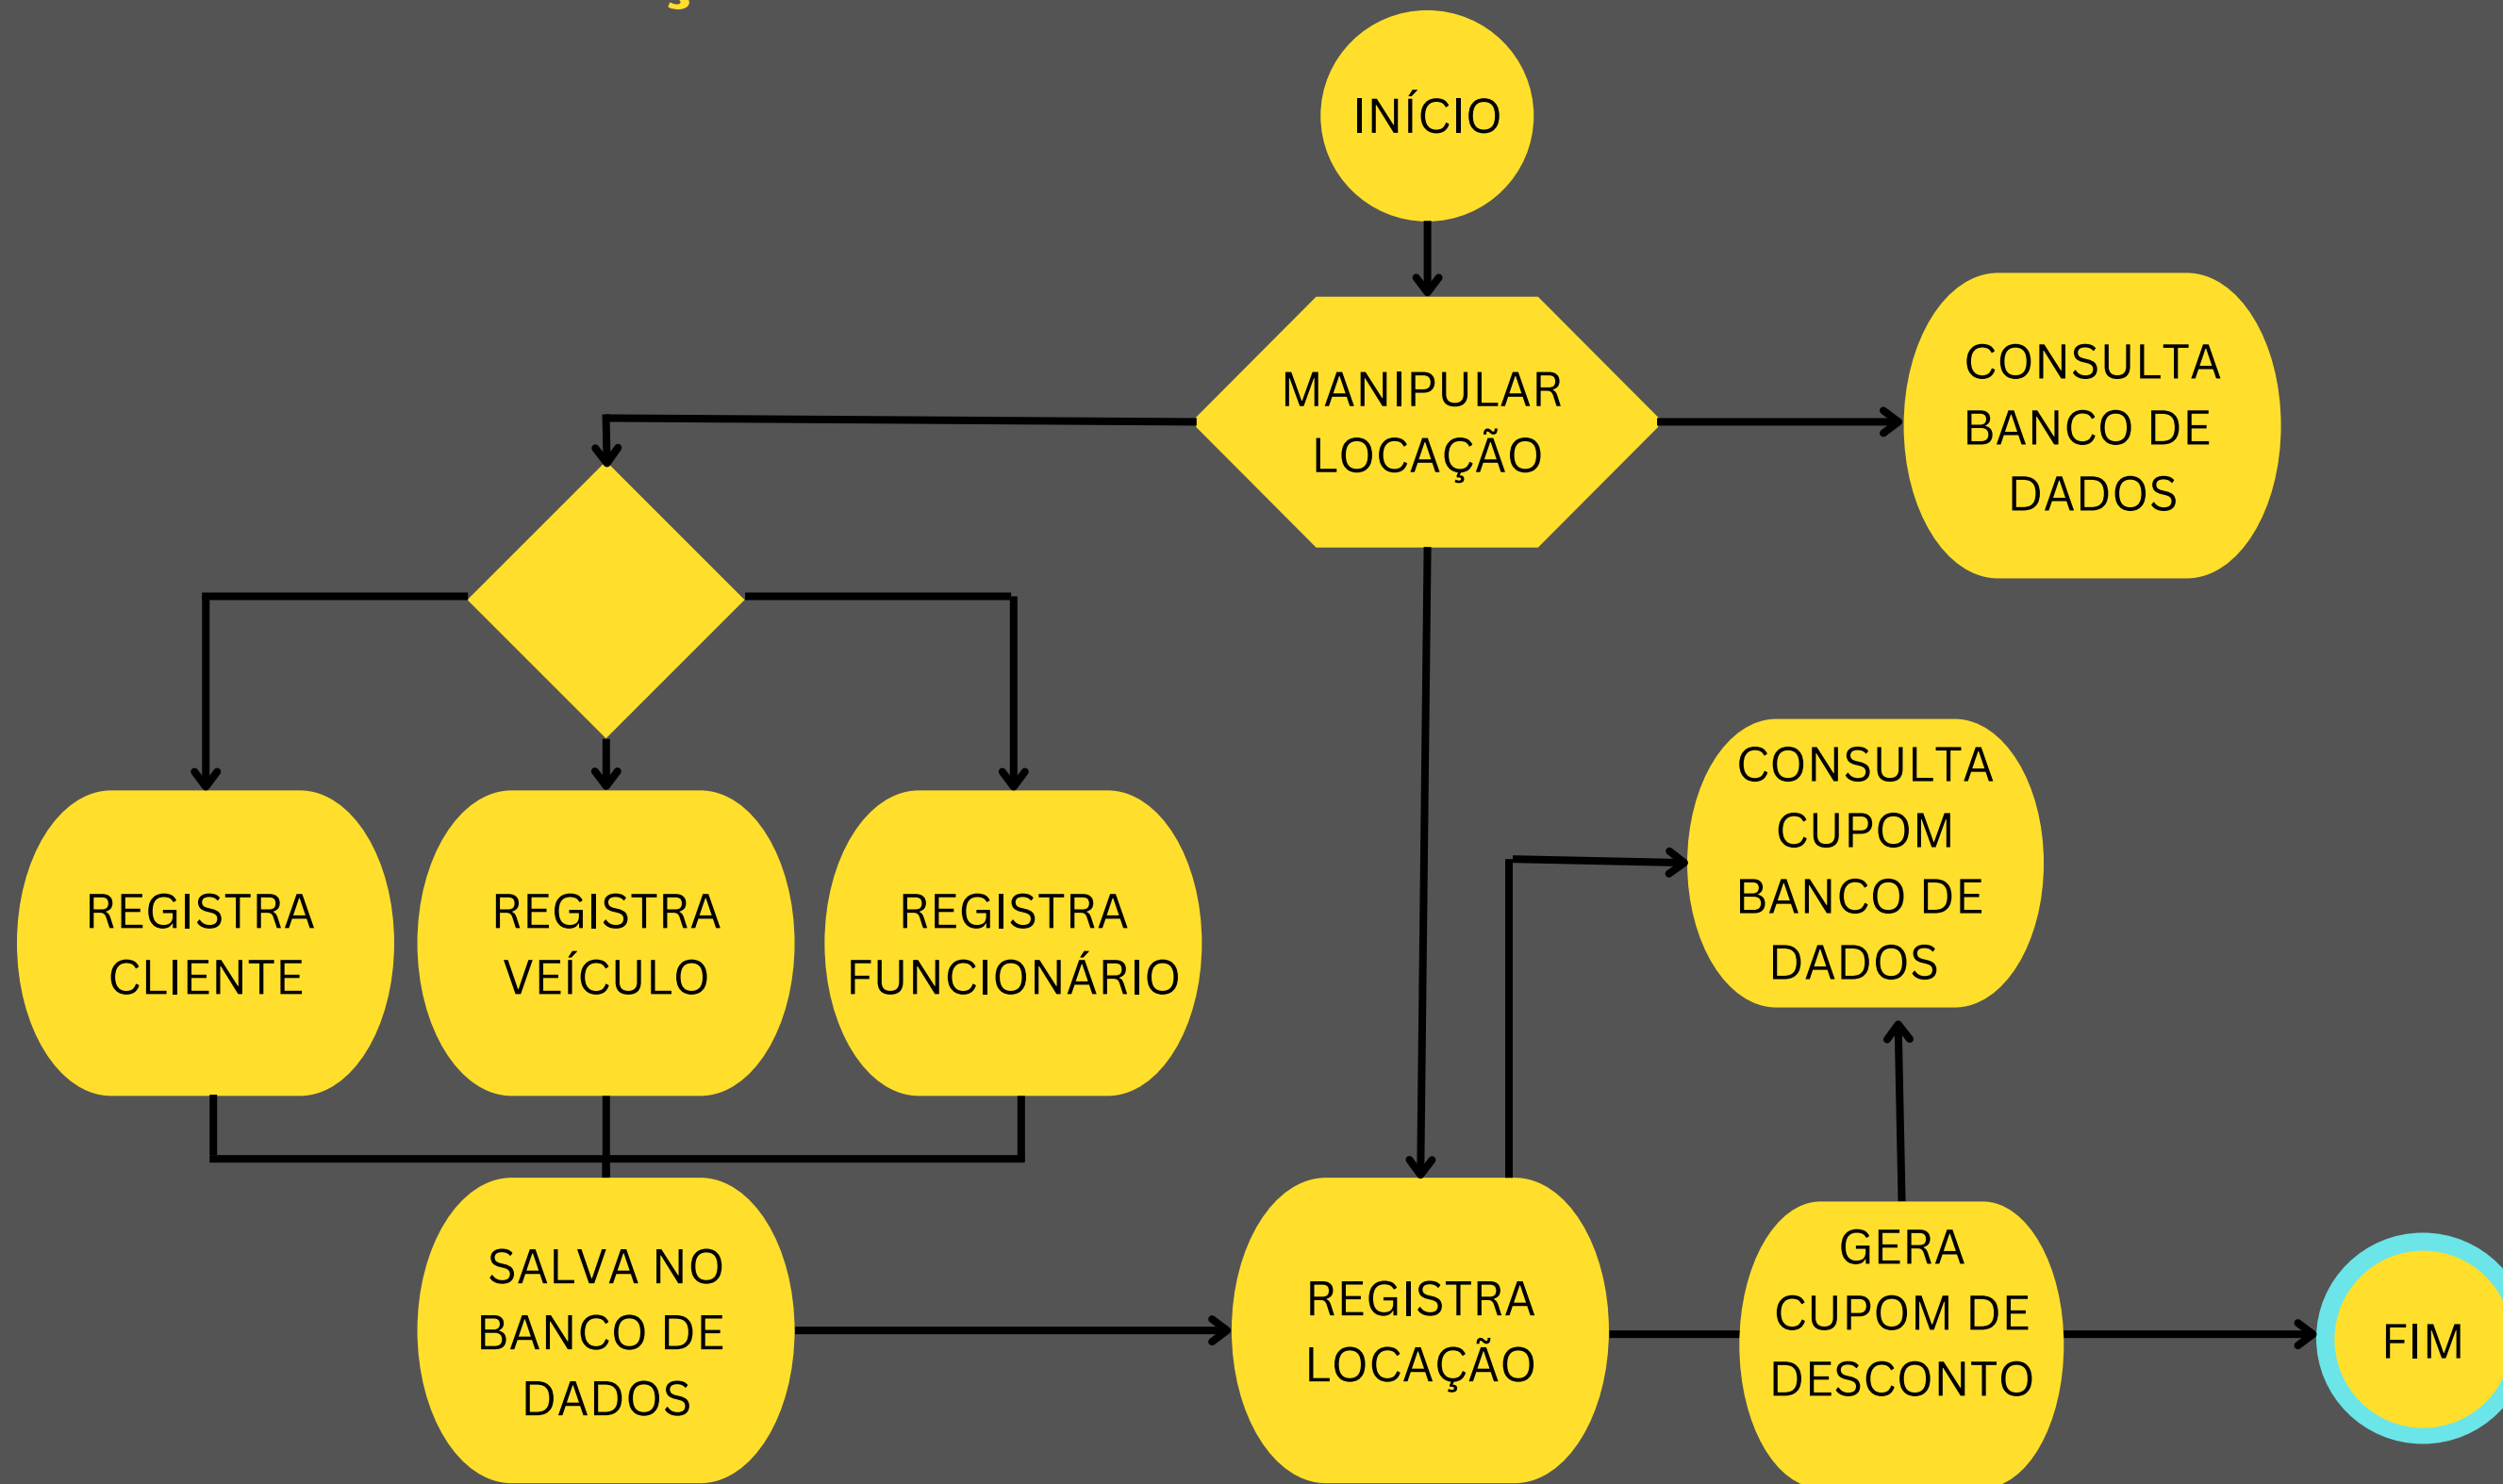 INÍCIO
MANIPULAR
LOCAÇÃO
CONSULTA
BANCO DE
DADOS
REGISTRA
CLIENTE
REGISTRA
VEÍCULO
REGISTRA
FUNCIONÁRIO
CONSULTA
CUPOM
BANCO DE
DADOS
SALVA NO
BANCO DE
DADOS
REGISTRA
LOCAÇÃO
GERA
CUPOM DE
DESCONTO
FIM